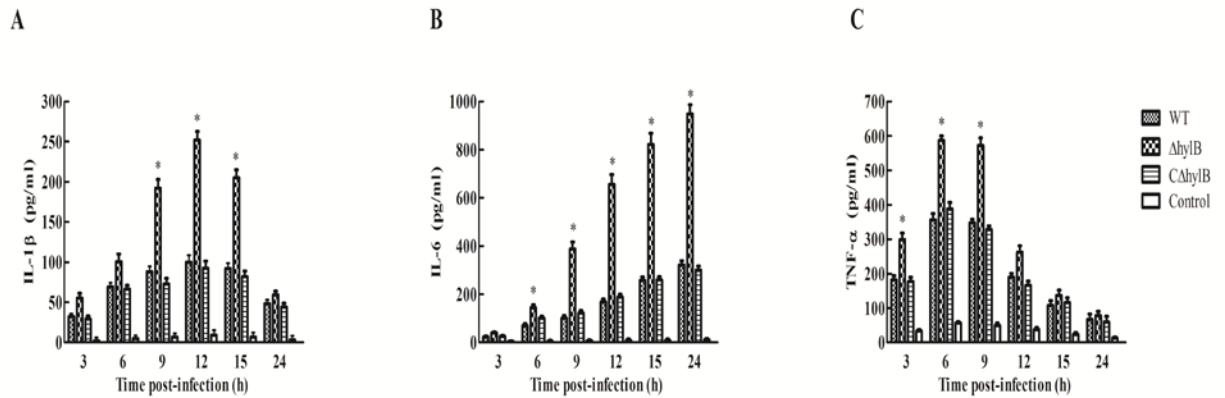 A
B
C
IL-1β (pg/ml)
300
250
200
150
100
50
0
*
*
*
3 6 9 12 15 24
Time post-infection (h)
IL-6 (pg/ml)
1000
800
600
400
200
0
*
*
*
*
*
3 6 9 12 15 24
Time post-infection (h)
TNF-α (pg/ml)
700
600
500
400
300
200
100
0
*
*
*
3 6 9 12 15 24
Time post-infection (h)
WT
ΔhylB
CΔhylB
Control